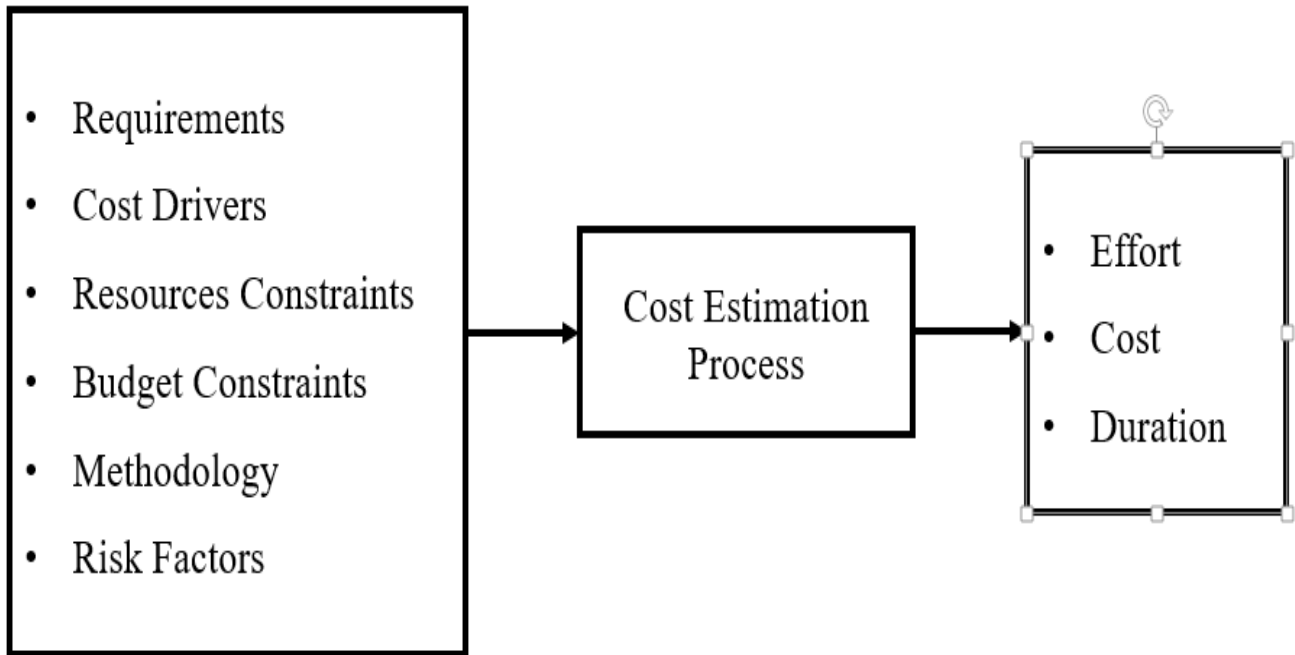 • Requirements
• Cost Drivers
• Resources Constraints
• Budget Constraints
• Methodology
• Risk Factors
Cost Estimation
Process
• Effort
• Cost
• Duration